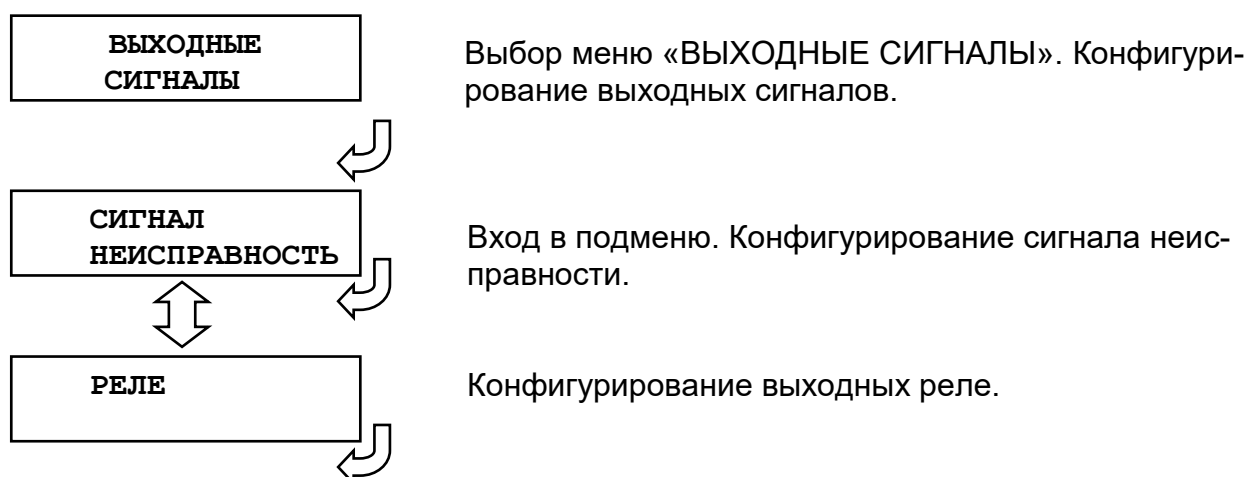 ВЫХОДНЫЕ
СИГНАЛЫ
Выбор меню «ВЫХОДНЫЕ СИГНАЛЫ». Конфигури-
рование выходных сигналов.
СИГНАЛ
НЕИСПРАВНОСТЬ
Вход в подменю. Конфигурирование сигнала неис-
правности.
РЕЛЕ
Конфигурирование выходных реле.